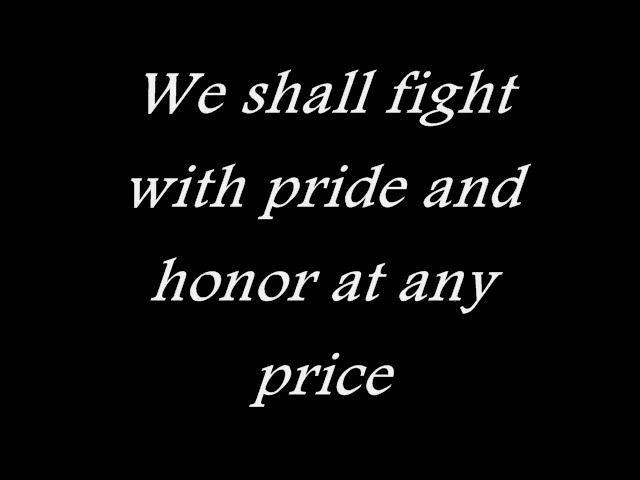 We shall fight
with pride and
honor at any
price